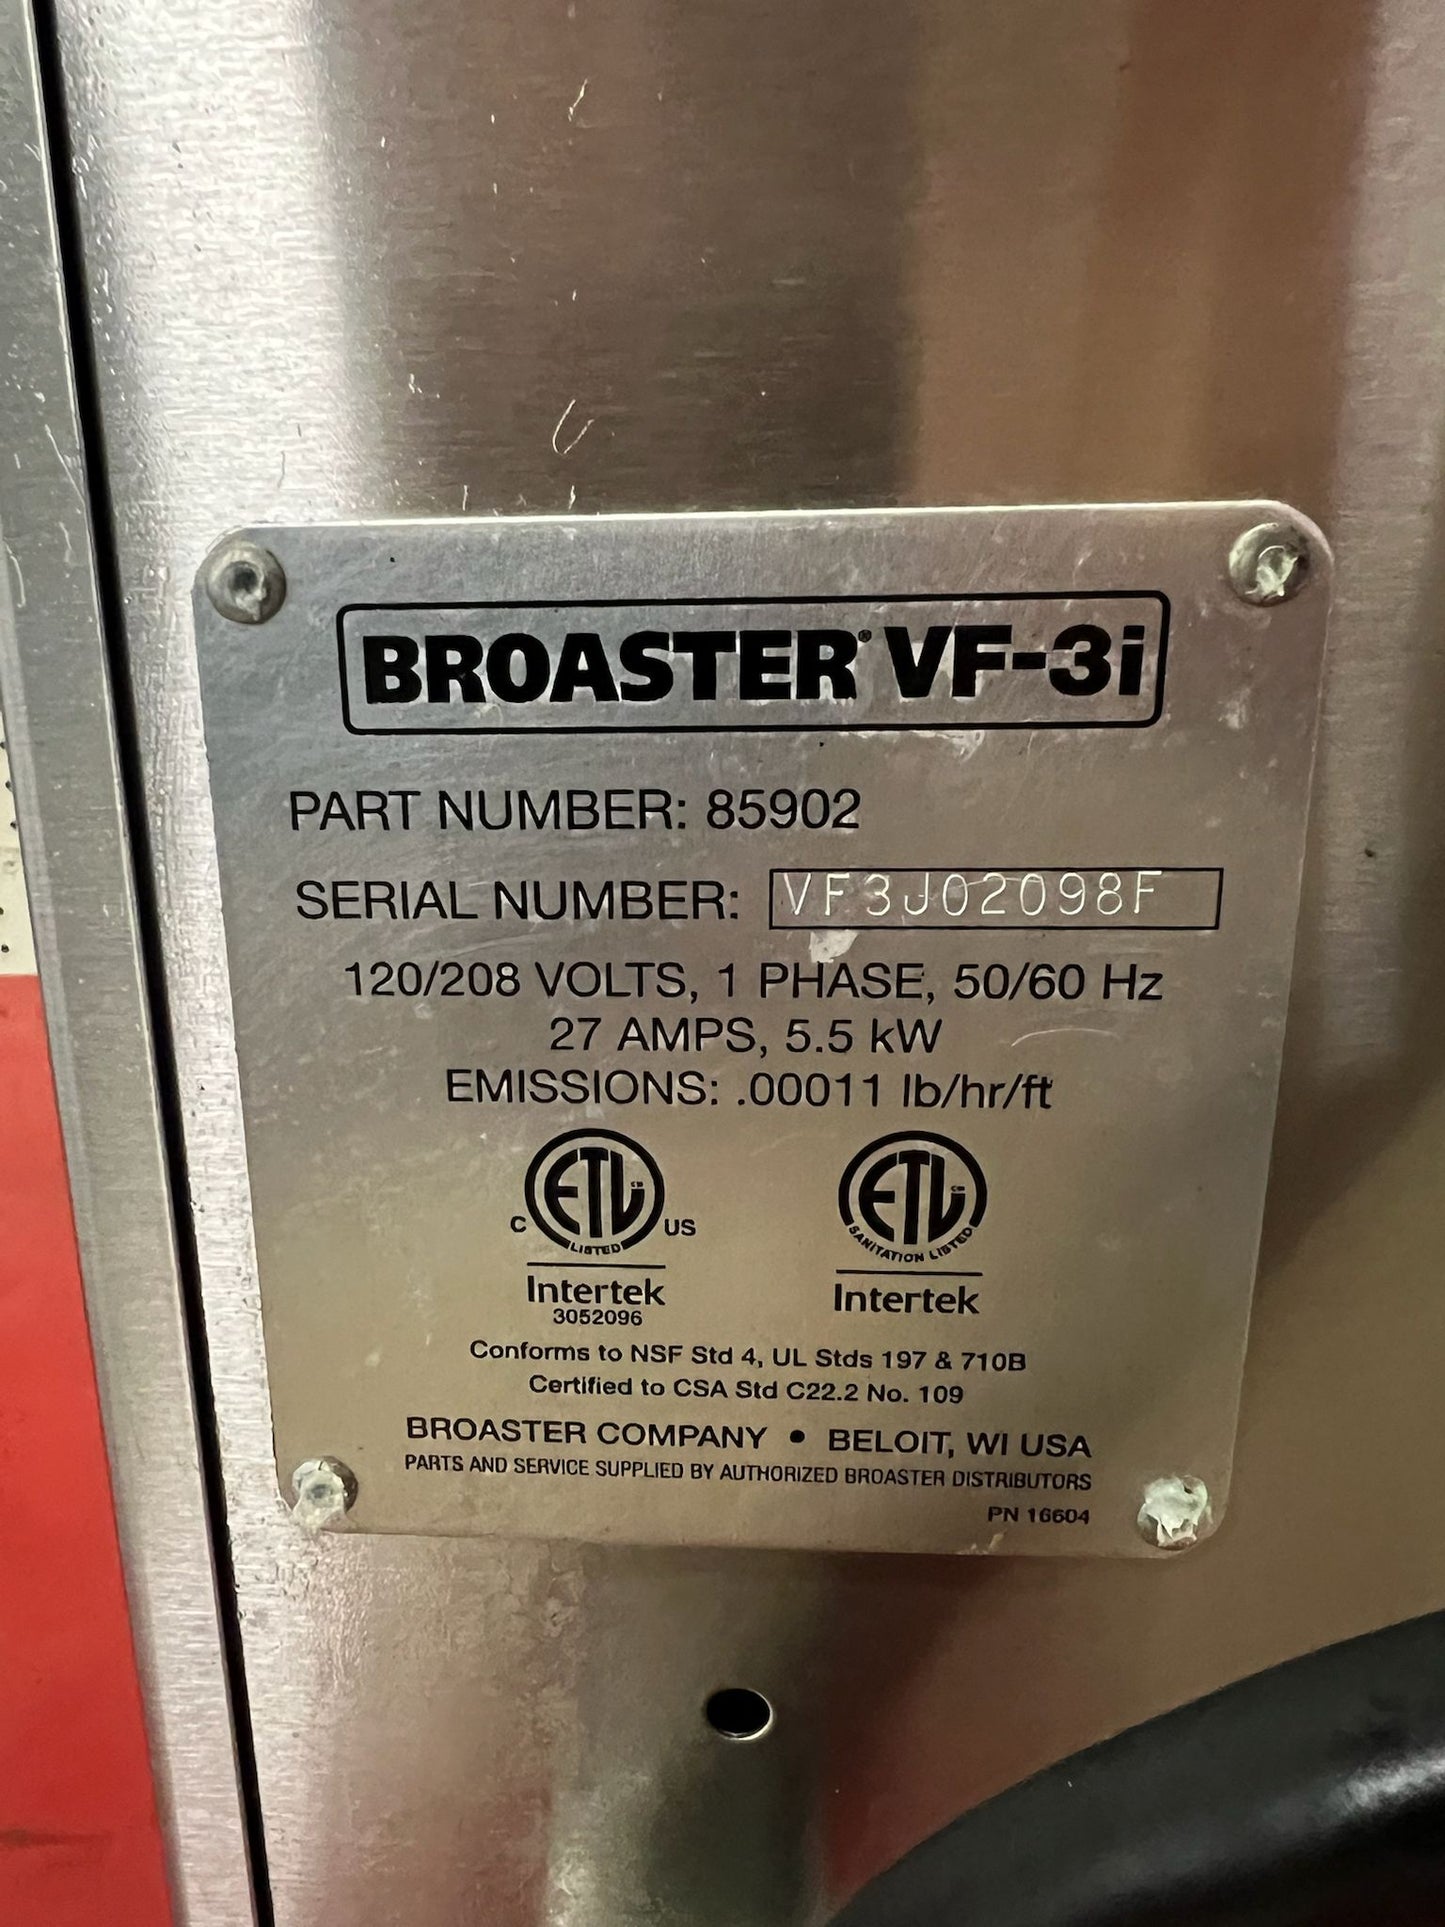 BROASTER® VF-3i
PART NUMBER: 85902
SERIAL NUMBER: VF3J02098F
120/208 VOLTS, 1 PHASE, 50/60 Hz
27 AMPS, 5.5 kW
EMISSIONS: .00011 lb/hr/ft
C ETL US
LISTED
Intertek
3052096
ETL
SANITATION LISTED
Intertek
Conforms to NSF Std 4, UL Stds 197 & 710B
Certified to CSA Std C22.2 No. 109
BROASTER COMPANY • BELOIT, WI USA
PARTS AND SERVICE SUPPLIED BY AUTHORIZED BROASTER DISTRIBUTORS
PN 16604